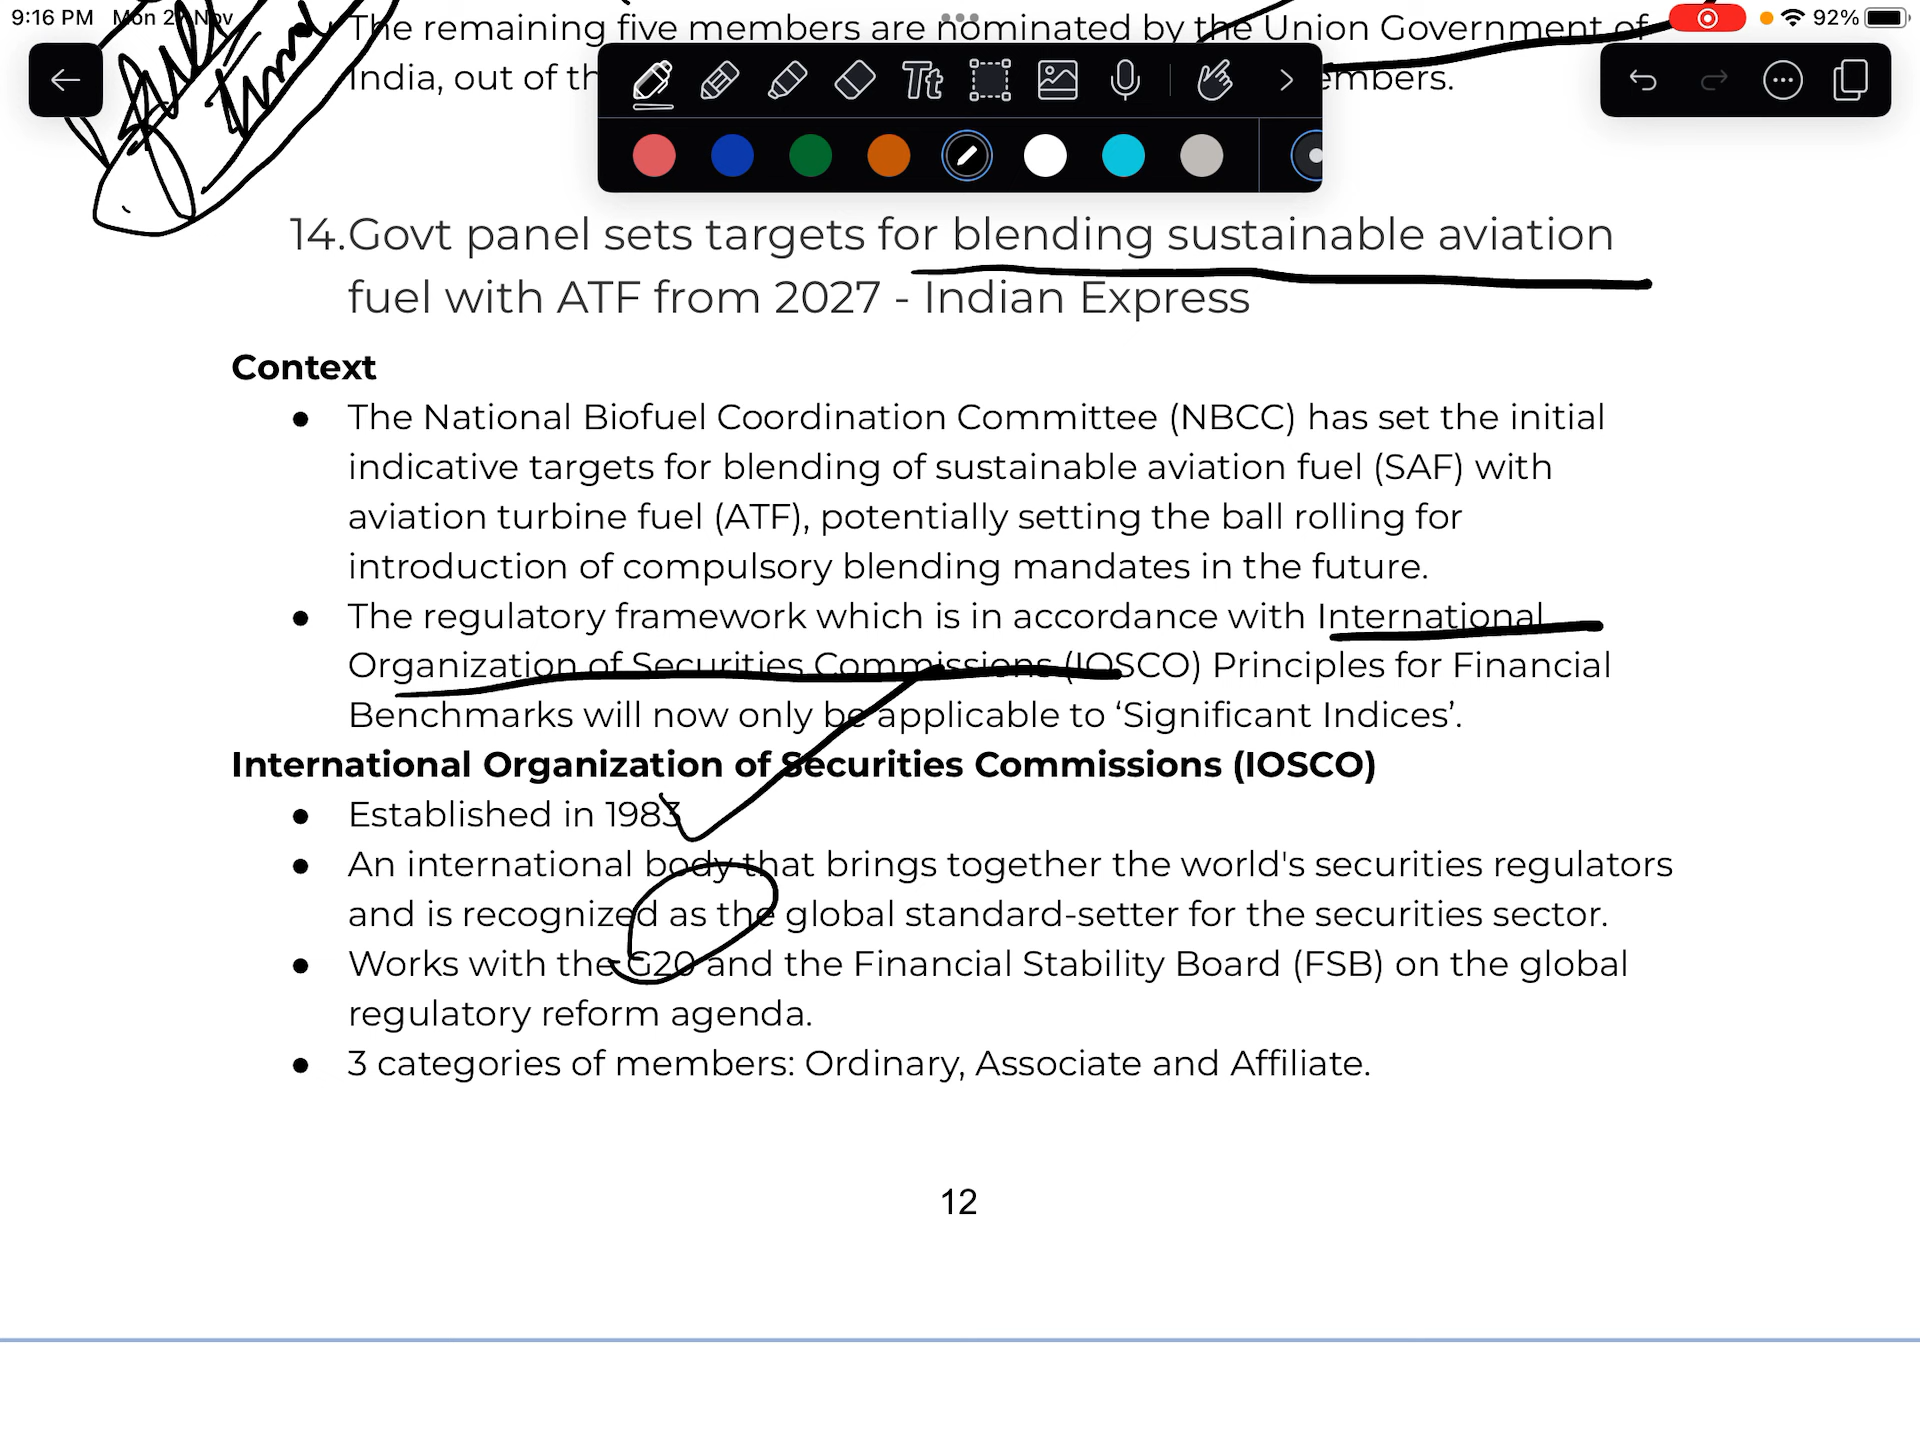 9:16 PM Mon 2 Nov
92%
The remaining five members are nominated by the Union Government of
India, out of th embers.
Tt
14.Govt panel sets targets for blending sustainable aviation
fuel with ATF from 2027 - Indian Express
Context
● The National Biofuel Coordination Committee (NBCC) has set the initial
indicative targets for blending of sustainable aviation fuel (SAF) with
aviation turbine fuel (ATF), potentially setting the ball rolling for
introduction of compulsory blending mandates in the future.
● The regulatory framework which is in accordance with International
Organization of Securities Commissions (IOSCO) Principles for Financial
Benchmarks will now only be applicable to ‘Significant Indices’.
International Organization of Securities Commissions (IOSCO)
● Established in 1983
● An international body that brings together the world's securities regulators
and is recognized as the global standard-setter for the securities sector.
● Works with the G20 and the Financial Stability Board (FSB) on the global
regulatory reform agenda.
● 3 categories of members: Ordinary, Associate and Affiliate.
12